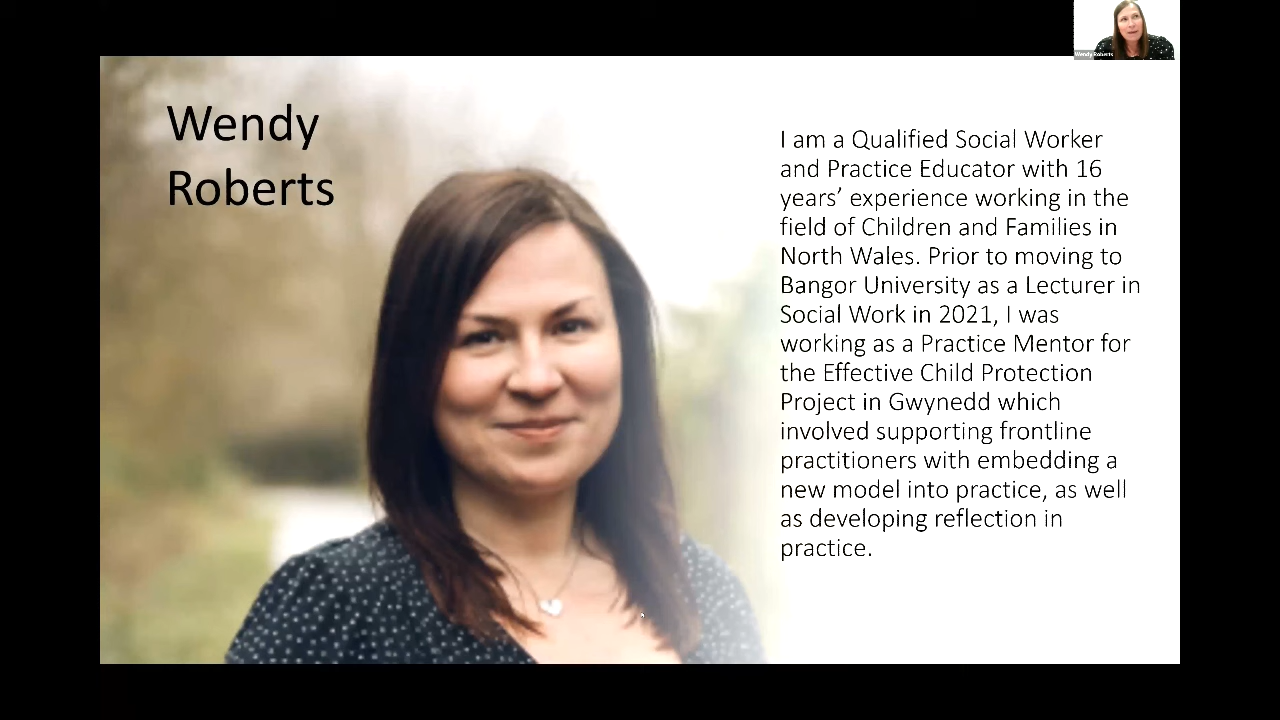 Wendy Roberts
Wendy
Roberts
I am a Qualified Social Worker
and Practice Educator with 16
years’ experience working in the
field of Children and Families in
North Wales. Prior to moving to
Bangor University as a Lecturer in
Social Work in 2021, I was
working as a Practice Mentor for
the Effective Child Protection
Project in Gwynedd which
involved supporting frontline
practitioners with embedding a
new model into practice, as well
as developing reflection in
practice.